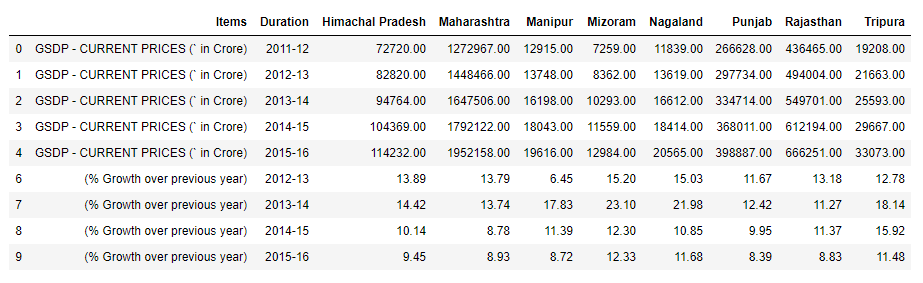 Items Duration Himachal Pradesh Maharashtra Manipur Mizoram Nagaland Punjab Rajasthan Tripura
0 GSDP - CURRENT PRICES (` in Crore) 2011-12 72720.00 1272967.00 12915.00 7259.00 11839.00 266628.00 436465.00 19208.00
1 GSDP - CURRENT PRICES (` in Crore) 2012-13 82820.00 1448466.00 13748.00 8362.00 13619.00 297734.00 494004.00 21663.00
2 GSDP - CURRENT PRICES (` in Crore) 2013-14 94764.00 1647506.00 16198.00 10293.00 16612.00 334714.00 549701.00 25593.00
3 GSDP - CURRENT PRICES (` in Crore) 2014-15 104369.00 1792122.00 18043.00 11559.00 18414.00 368011.00 612194.00 29667.00
4 GSDP - CURRENT PRICES (` in Crore) 2015-16 114232.00 1952158.00 19616.00 12984.00 20565.00 398887.00 666251.00 33073.00
6 (% Growth over previous year) 2012-13 13.89 13.79 6.45 15.20 15.03 11.67 13.18 12.78
7 (% Growth over previous year) 2013-14 14.42 13.74 17.83 23.10 21.98 12.42 11.27 18.14
8 (% Growth over previous year) 2014-15 10.14 8.78 11.39 12.30 10.85 9.95 11.37 15.92
9 (% Growth over previous year) 2015-16 9.45 8.93 8.72 12.33 11.68 8.39 8.83 11.48